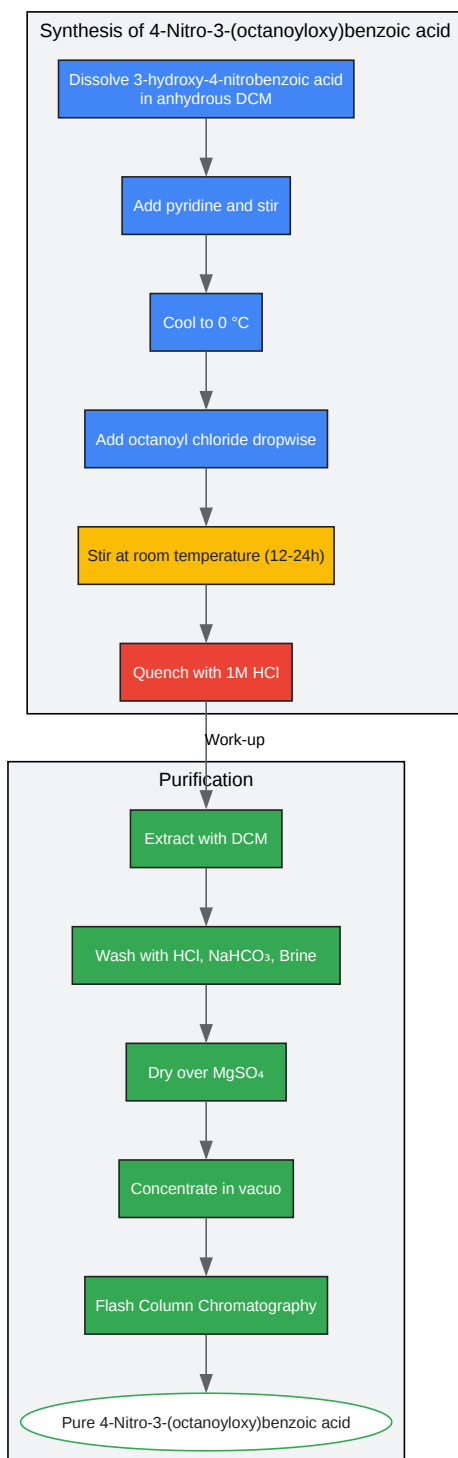 Synthesis of 4-Nitro-3-(octanoyloxy)benzoic acid
Dissolve 3-hydroxy-4-nitrobenzoic acid
in anhydrous DCM
Add pyridine and stir
Cool to 0 °C
Add octanoyl chloride dropwise
Stir at room temperature (12-24h)
Quench with 1M HCl
Work-up
Purification
Extract with DCM
Wash with HCl, NaHCO₃, Brine
Dry over MgSO₄
Concentrate in vacuo
Flash Column Chromatography
Pure 4-Nitro-3-(octanoyloxy)benzoic acid